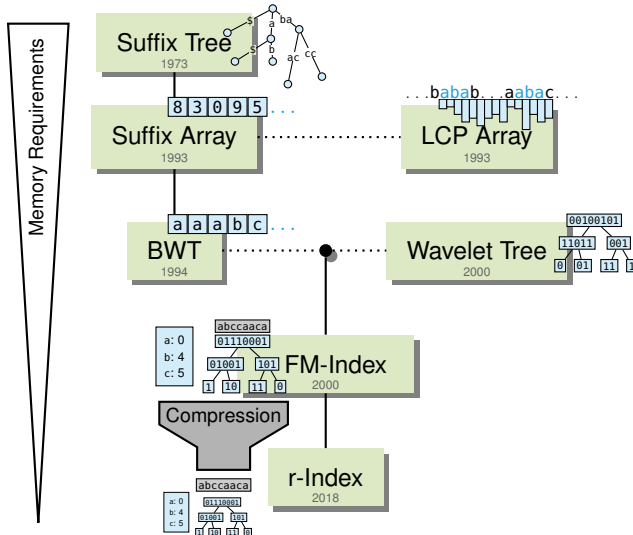 Memory Requirements
Suffix Tree
1973
$ a ba
$ b ac cc
8 3 0 9 5 ...
Suffix Array
1993
...babab...aabac...
LCP Array
1993
a a a b c ...
BWT
1994
00100101
11011 001
0 01 11
Wavelet Tree
2000
abccaaca
01110001
01001 101
1 10 11 0
a: 0
b: 4
c: 5
FM-Index
2000
Compression
r-Index
2018
abccaaca
01110001
01001 101
1 10 11 0
a: 0
b: 4
c: 5